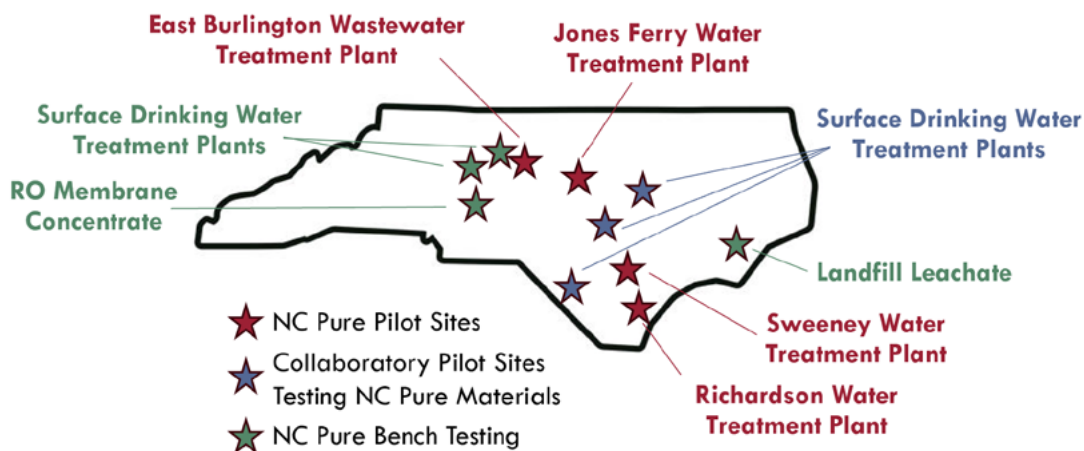 East Burlington Wastewater
Treatment Plant
Jones Ferry Water
Treatment Plant
Surface Drinking Water
Treatment Plants
Surface Drinking Water
Treatment Plants
RO Membrane
Concentrate
Landfill Leachate
NC Pure Pilot Sites
Collaboratory Pilot Sites
Testing NC Pure Materials
NC Pure Bench Testing
Sweeney Water
Treatment Plant
Richardson Water
Treatment Plant